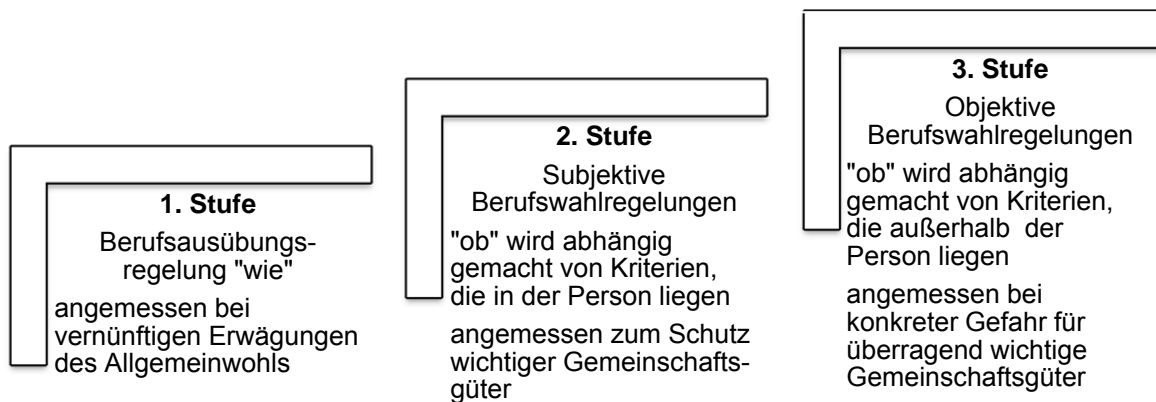 1. Stufe
Berufsausübungs-
regelung "wie"
angemessen bei
vernünftigen Erwägungen
des Allgemeinwohls
2. Stufe
Subjektive
Berufswahlregelungen
"ob" wird abhängig
gemacht von Kriterien,
die in der Person liegen
angemessen zum Schutz
wichtiger Gemeinschafts-
güter
3. Stufe
Objektive
Berufswahlregelungen
"ob" wird abhängig
gemacht von Kriterien,
die außerhalb der
Person liegen
angemessen bei
konkreter Gefahr für
überragend wichtige
Gemeinschaftsgüter